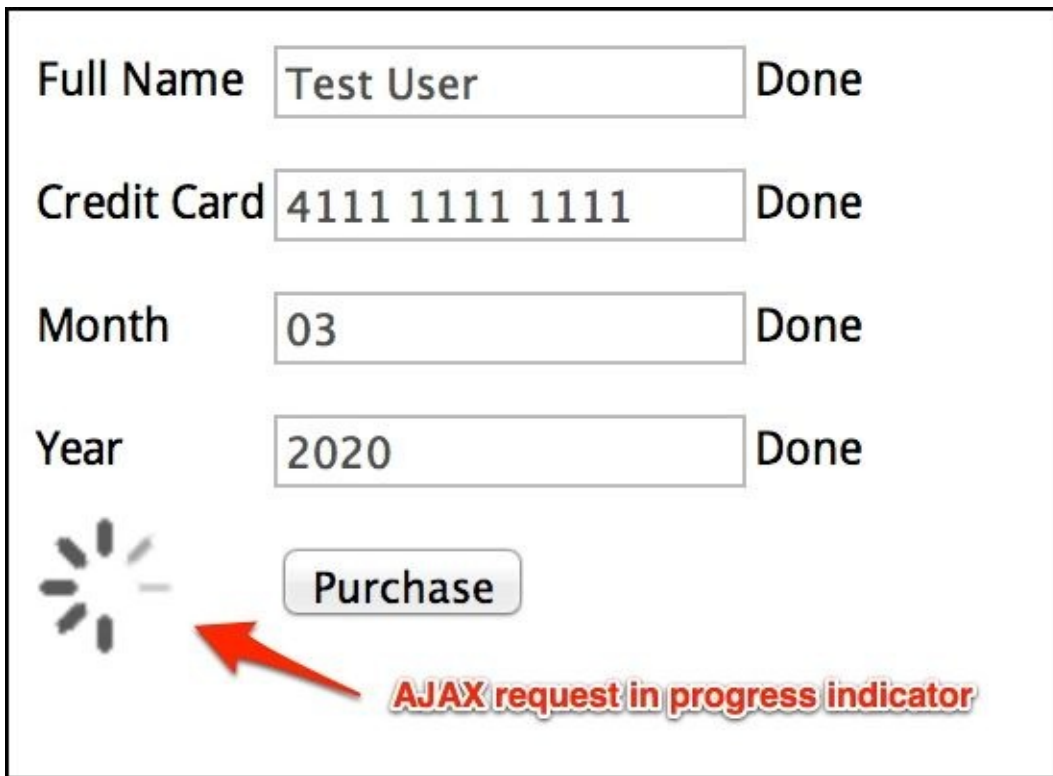 Full Name Test User Done
Credit Card 4111 1111 1111 Done
Month 03 Done
Year 2020 Done
Purchase
AJAX request in progress indicator